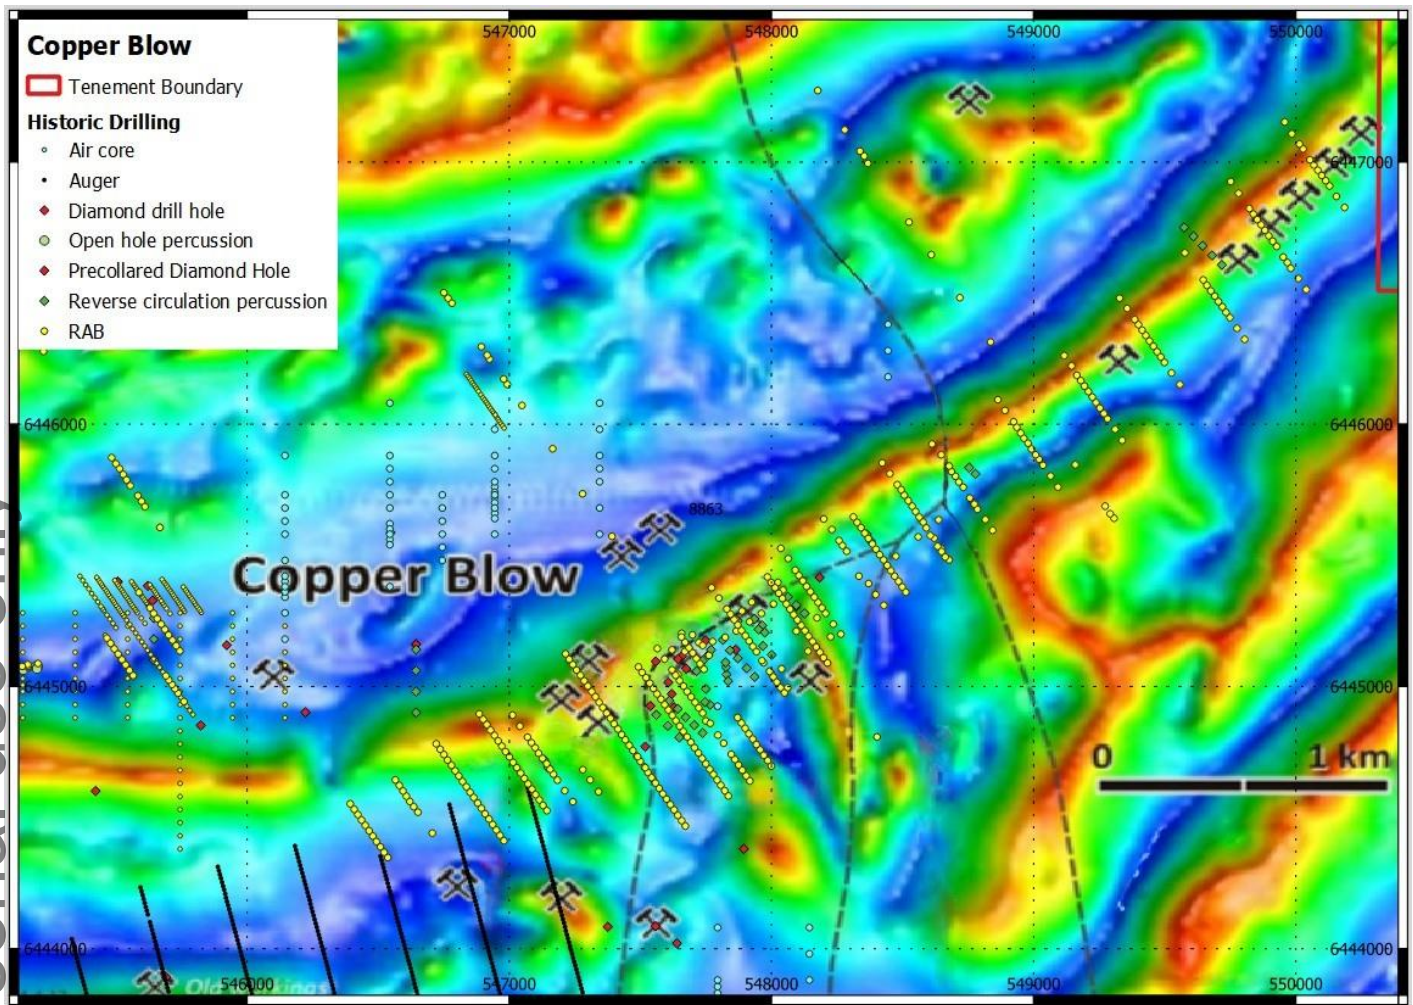 Copper Blow
Tenement Boundary
Historic Drilling
Air core
Auger
Diamond drill hole
Open hole percussion
Precollared Diamond Hole
Reverse circulation percussion
RAB
547000
548000
549000
550000
6447000
6446000
6446000
8863
Copper Blow
6445000
6445000
0
1 km
6444000
6444000
546000
547000
548000
549000
550000